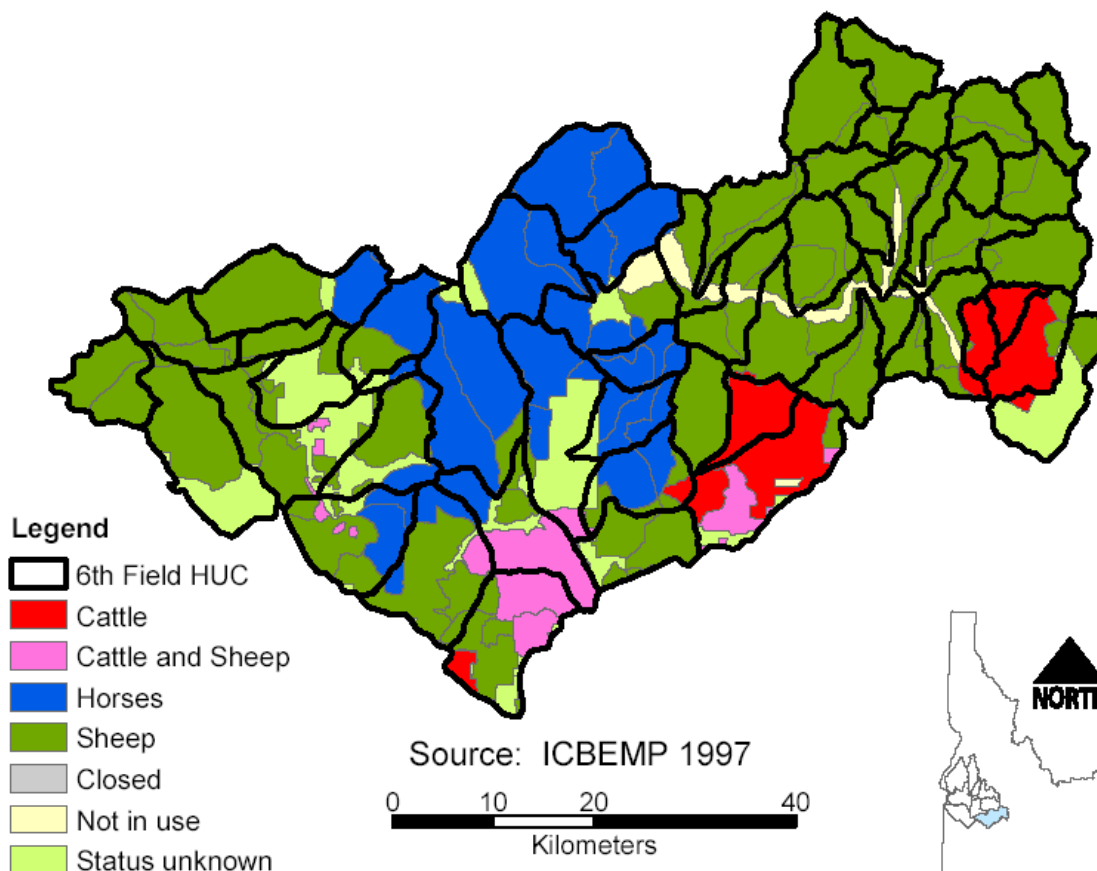 Legend
6th Field HUC
Cattle
Cattle and Sheep
Horses
Sheep
Closed
Not in use
Status unknown
Source: ICBEMP 1997
0 10 20 40
Kilometers
NORTH